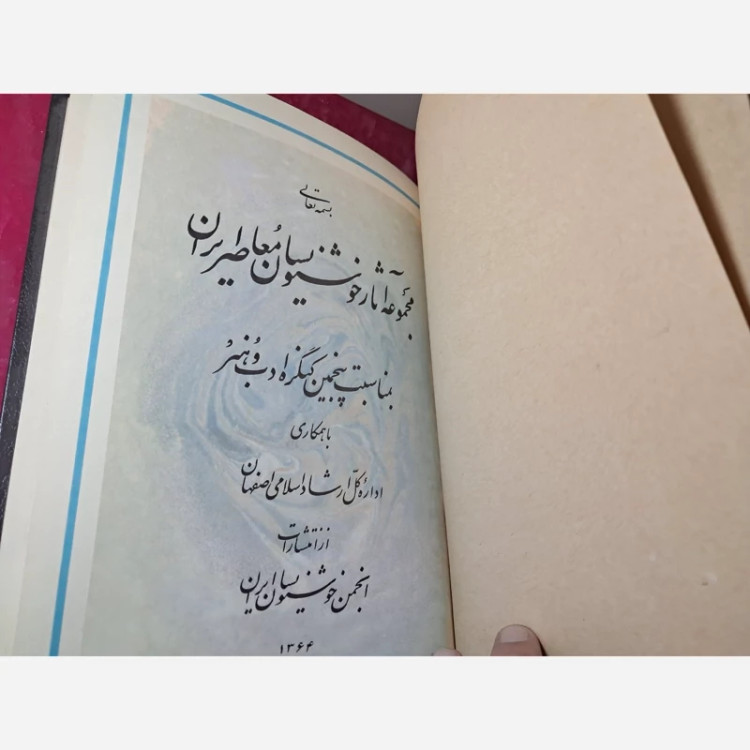 بسمه تعالی
مجموعهٔ آثار خوشنویسان معاصر ایران
بمناسبت پنجمین کنگره ادب و هنر
با همکاری
ادارهٔ کلّ ارشاد اسلامی اصفهان
از انتشارات
انجمن خوشنویسان ایران
۱۳۶۴